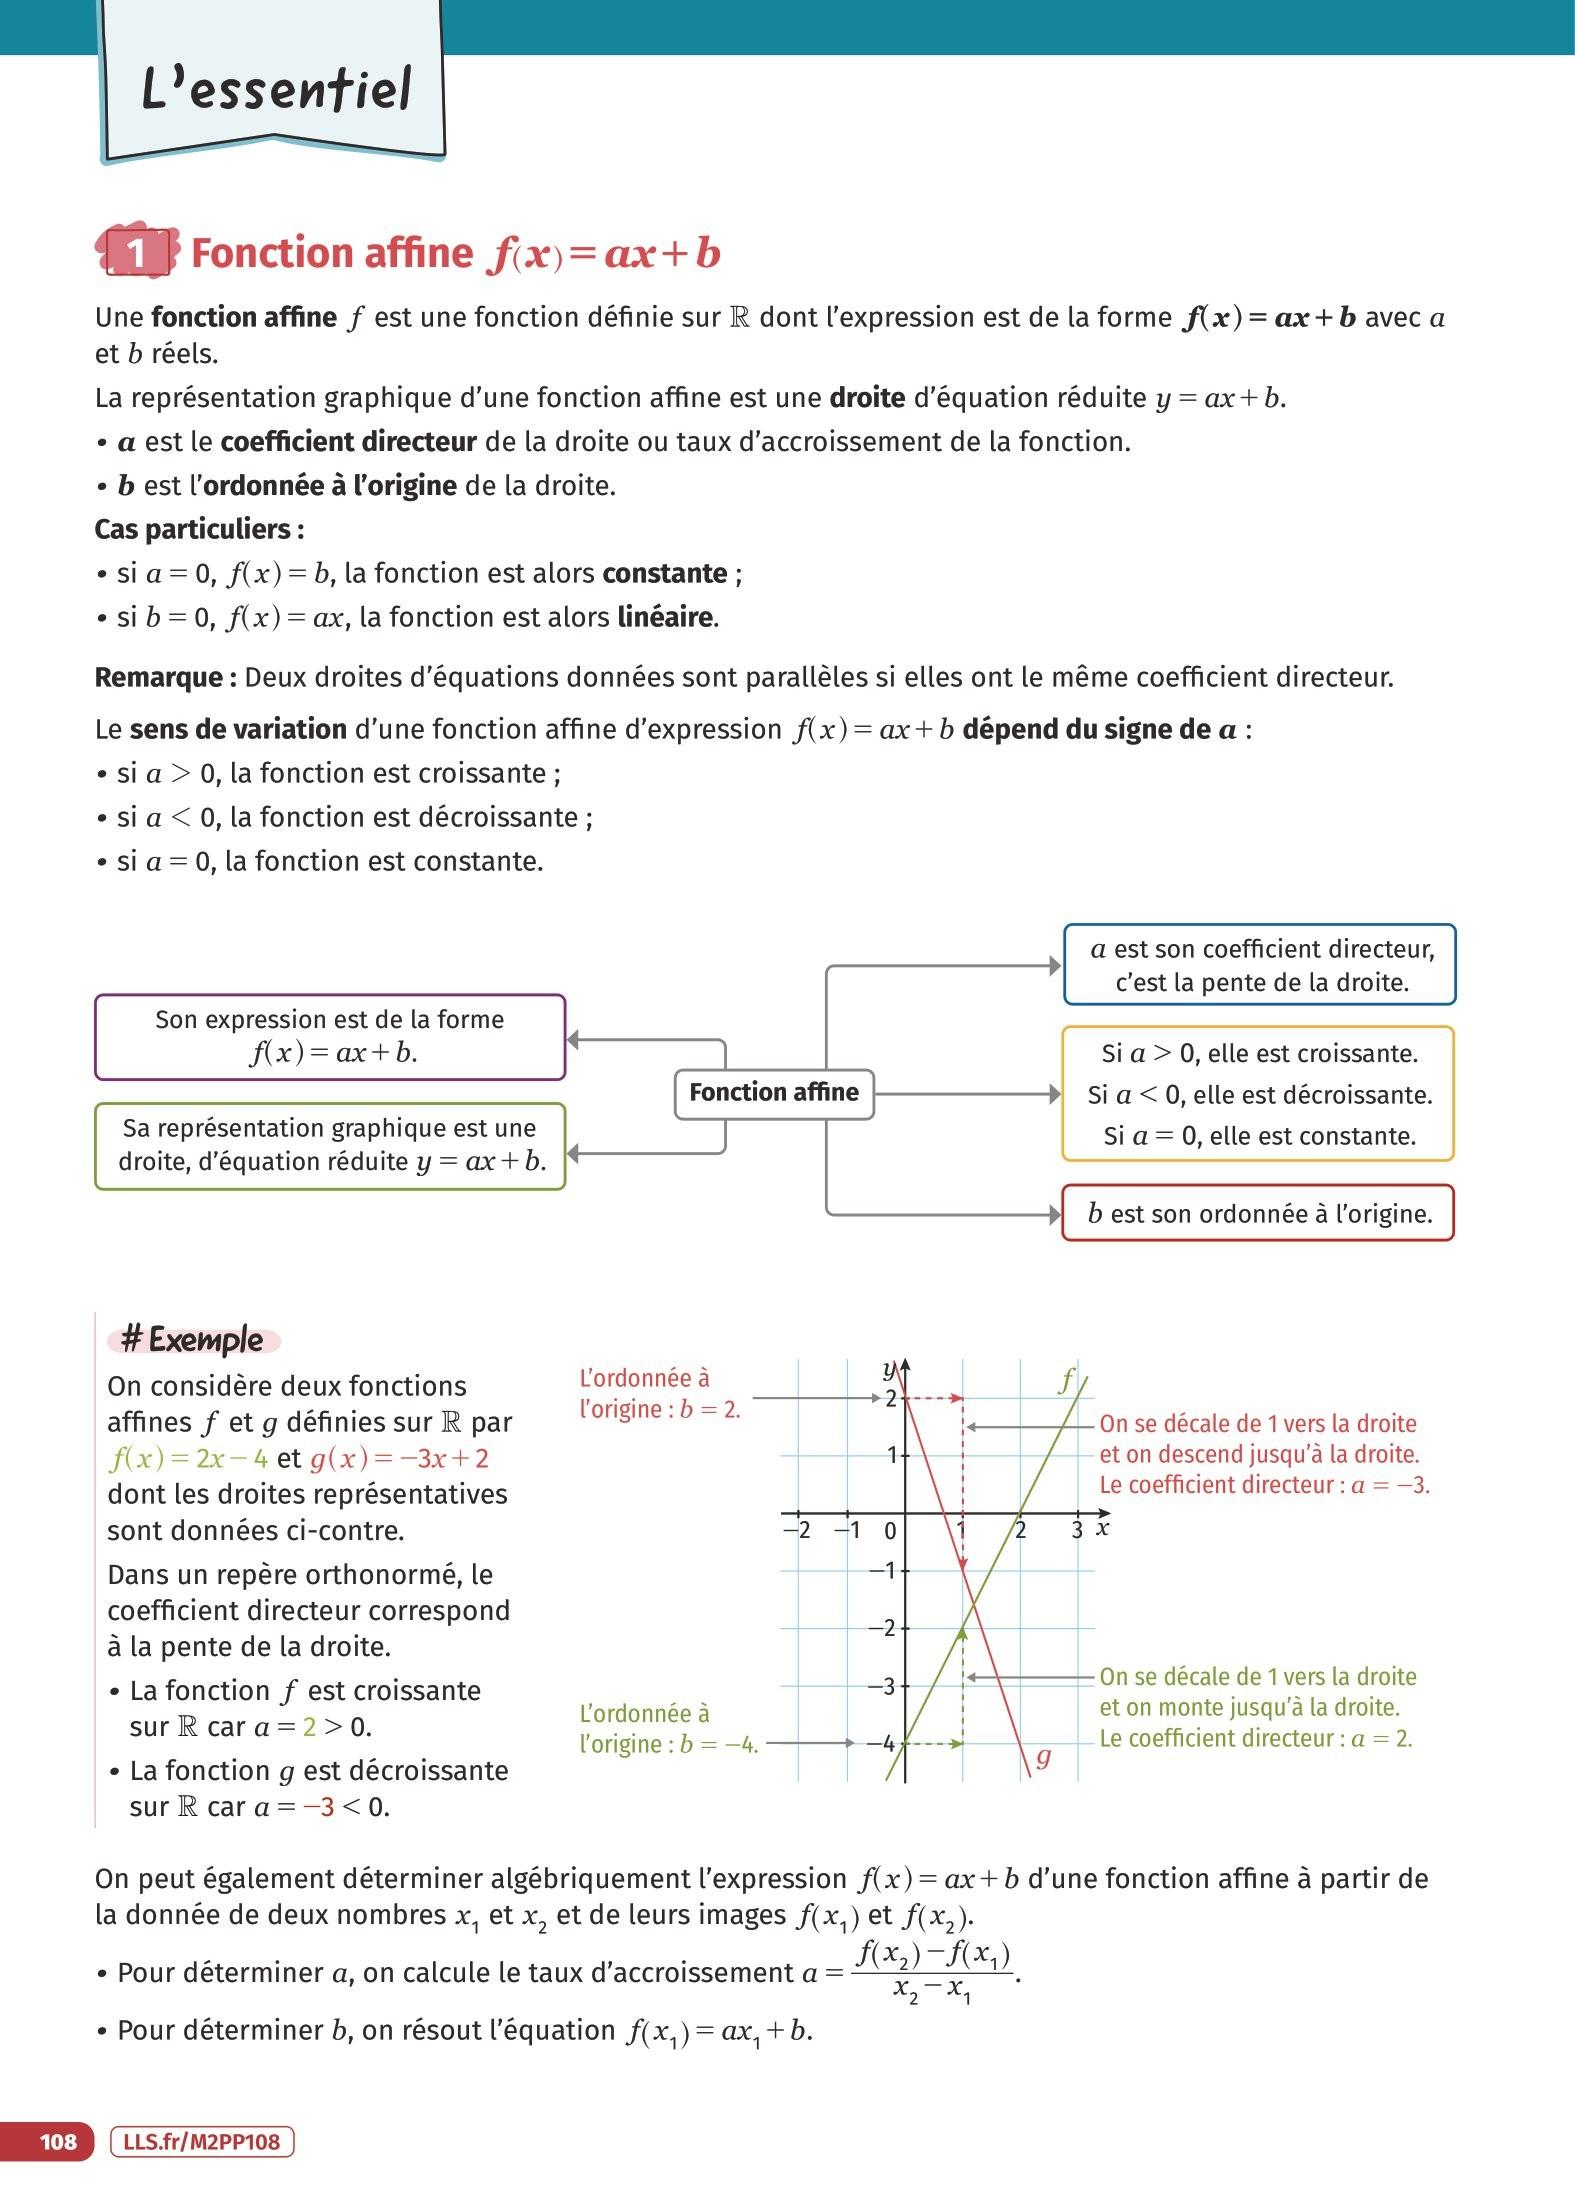 L'essentiel
1 Fonction affine f(x) = ax + b
Une fonction affine f est une fonction définie sur ℝ dont l'expression est de la forme f(x) = ax + b avec a
et b réels.
La représentation graphique d'une fonction affine est une droite d'équation réduite y = ax + b.
• a est le coefficient directeur de la droite ou taux d'accroissement de la fonction.
• b est l'ordonnée à l'origine de la droite.
Cas particuliers :
• si a = 0, f(x) = b, la fonction est alors constante ;
• si b = 0, f(x) = ax, la fonction est alors linéaire.
Remarque : Deux droites d'équations données sont parallèles si elles ont le même coefficient directeur.
Le sens de variation d'une fonction affine d'expression f(x) = ax + b dépend du signe de a :
• si a > 0, la fonction est croissante ;
• si a < 0, la fonction est décroissante ;
• si a = 0, la fonction est constante.
Son expression est de la forme
f(x) = ax + b.
Sa représentation graphique est une
droite, d'équation réduite y = ax + b.
Fonction affine
a est son coefficient directeur,
c'est la pente de la droite.
Si a > 0, elle est croissante.
Si a < 0, elle est décroissante.
Si a = 0, elle est constante.
b est son ordonnée à l'origine.
# Exemple
On considère deux fonctions
affines f et g définies sur ℝ par
f(x) = 2x − 4 et g(x) = −3x + 2
dont les droites représentatives
sont données ci-contre.
Dans un repère orthonormé, le
coefficient directeur correspond
à la pente de la droite.
• La fonction f est croissante
sur ℝ car a = 2 > 0.
• La fonction g est décroissante
sur ℝ car a = −3 < 0.
L'ordonnée à
l'origine : b = 2.
L'ordonnée à
l'origine : b = −4.
y
f
2
1
−2 −1 0 1 2 3 x
−1
−2
−3
−4
g
On se décale de 1 vers la droite
et on descend jusqu'à la droite.
Le coefficient directeur : a = −3.
On se décale de 1 vers la droite
et on monte jusqu'à la droite.
Le coefficient directeur : a = 2.
On peut également déterminer algébriquement l'expression f(x) = ax + b d'une fonction affine à partir de
la donnée de deux nombres x₁ et x₂ et de leurs images f(x₁) et f(x₂).
• Pour déterminer a, on calcule le taux d'accroissement a = (f(x₂) − f(x₁))/(x₂ − x₁).
• Pour déterminer b, on résout l'équation f(x₁) = ax₁ + b.
108 LLS.fr/M2PP108